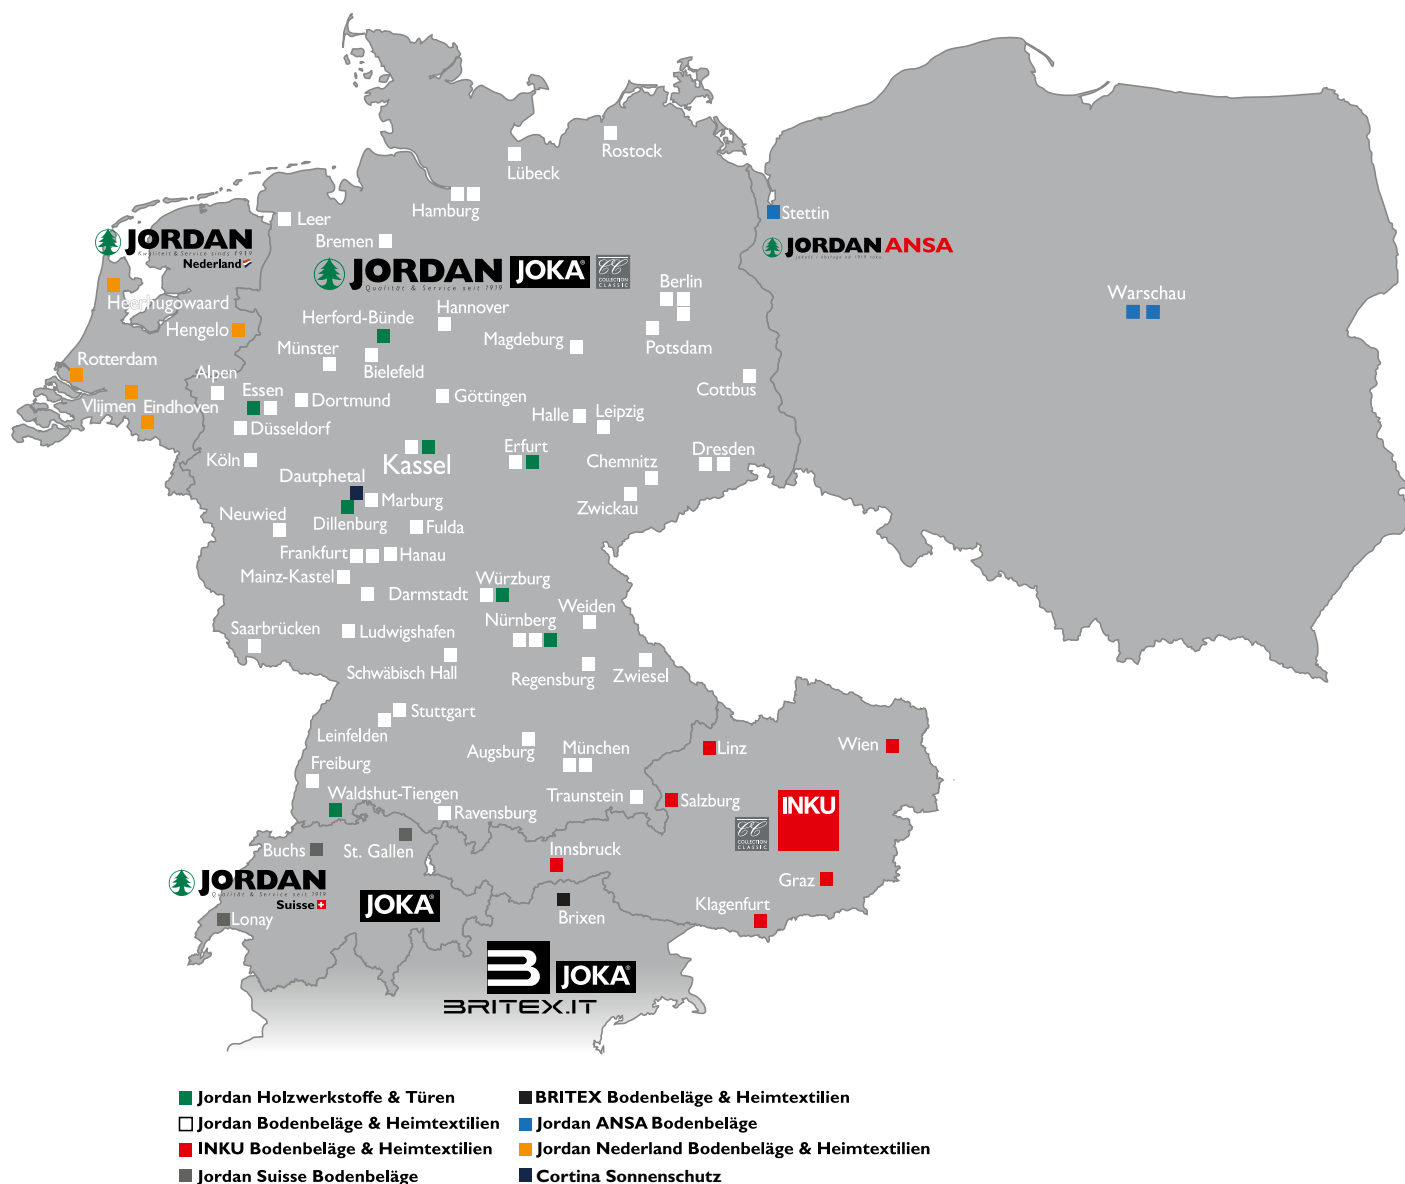 Rostock
Lübeck
Hamburg
Leer
Stettin
Bremen
JORDAN
Kwaliteit & Service sinds 1919
Nederland
JORDAN
Qualität & Service seit 1919
JOKA®
CC
COLLECTION
CLASSIC
JORDAN ANSA
Berlin
Warschau
Heerhugowaard
Hannover
Herford-Bünde
Hengelo
Magdeburg
Potsdam
Münster
Bielefeld
Rotterdam
Alpen
Cottbus
Essen
Dortmund
Göttingen
Vlijmen
Eindhoven
Halle
Leipzig
Düsseldorf
Köln
Kassel
Erfurt
Dresden
Chemnitz
Dautphetal
Marburg
Zwickau
Neuwied
Dillenburg
Fulda
Frankfurt
Hanau
Mainz-Kastel
Würzburg
Darmstadt
Weiden
Nürnberg
Saarbrücken
Ludwigshafen
Schwäbisch Hall
Regensburg
Zwiesel
Stuttgart
Leinfelden
Augsburg
München
Linz
Wien
Freiburg
Waldshut-Tiengen
Traunstein
Salzburg
INKU
Ravensburg
CC
COLLECTION
CLASSIC
Buchs
St. Gallen
Innsbruck
Graz
JORDAN
Qualität & Service seit 1919
Suisse
JOKA®
Klagenfurt
Lonay
Brixen
JOKA®
BRITEX.IT
Jordan Holzwerkstoffe & Türen
BRITEX Bodenbeläge & Heimtextilien
Jordan Bodenbeläge & Heimtextilien
Jordan ANSA Bodenbeläge
INKU Bodenbeläge & Heimtextilien
Jordan Nederland Bodenbeläge & Heimtextilien
Jordan Suisse Bodenbeläge
Cortina Sonnenschutz